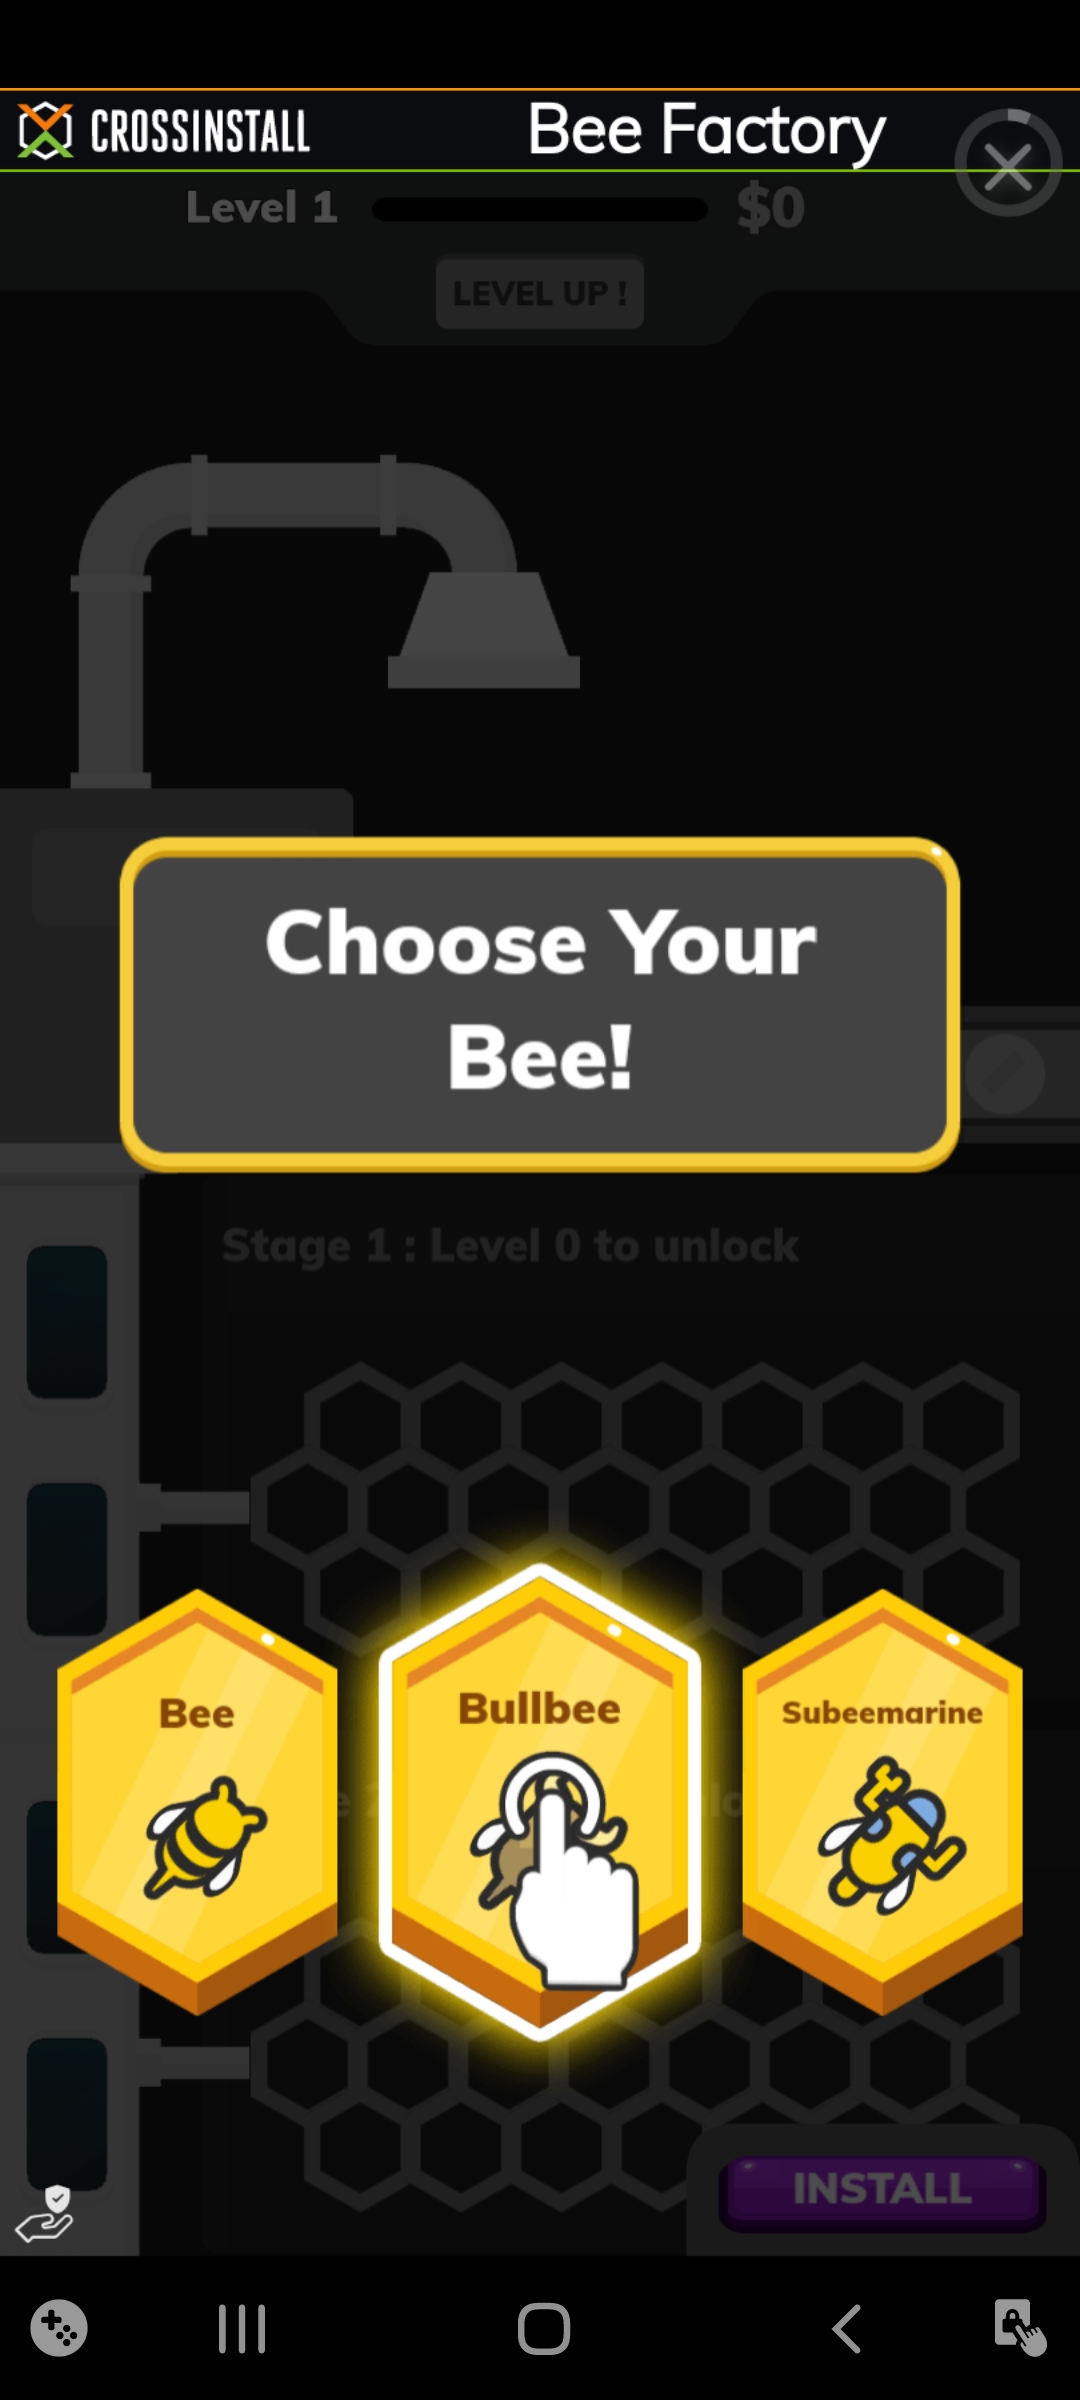 CROSSINSTALL
Bee Factory
Level 1
$0
LEVEL UP !
Choose Your
Bee!
Stage 1 : Level 0 to unlock
Bee
Bullbee
Subeemarine
INSTALL